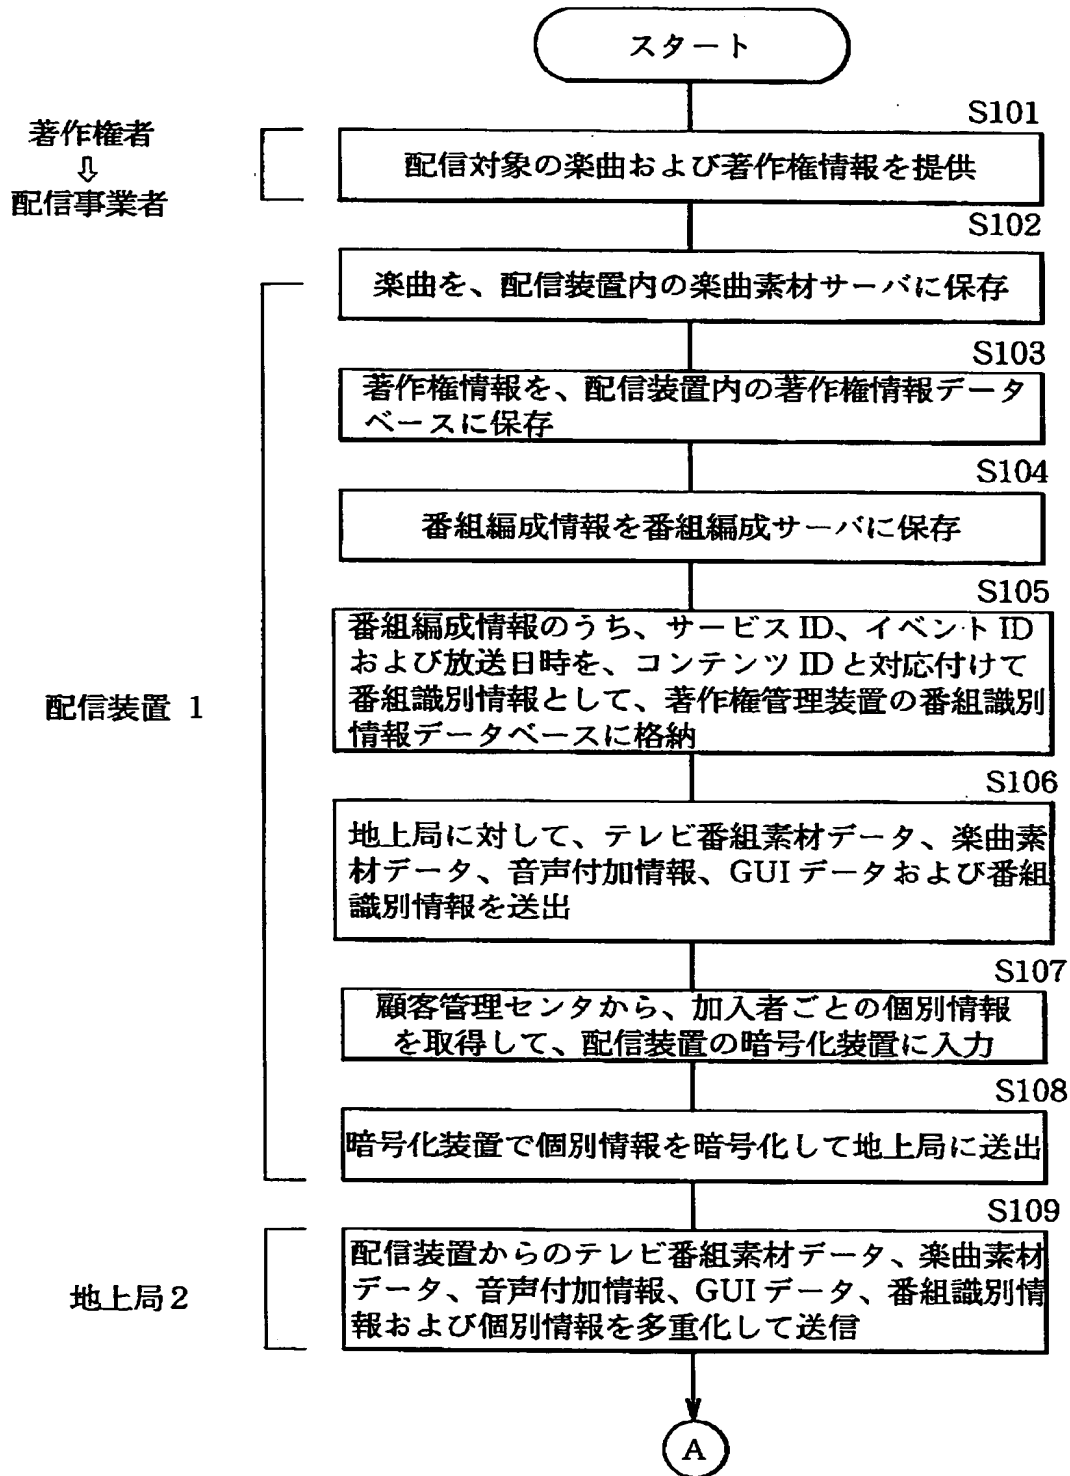 スタート
S101
著作権者
⇩
配信事業者
配信対象の楽曲および著作権情報を提供
S102
楽曲を、配信装置内の楽曲素材サーバに保存
S103
著作権情報を、配信装置内の著作権情報データ
ベースに保存
S104
番組編成情報を番組編成サーバに保存
S105
番組編成情報のうち、サービス ID、イベント ID
および放送日時を、コンテンツ ID と対応付けて
番組識別情報として、著作権管理装置の番組識別
情報データベースに格納
配信装置 1
S106
地上局に対して、テレビ番組素材データ、楽曲素
材データ、音声付加情報、GUI データおよび番組
識別情報を送出
S107
顧客管理センタから、加入者ごとの個別情報
を取得して、配信装置の暗号化装置に入力
S108
暗号化装置で個別情報を暗号化して地上局に送出
S109
配信装置からのテレビ番組素材データ、楽曲素材
データ、音声付加情報、GUI データ、番組識別情
報および個別情報を多重化して送信
地上局 2
A